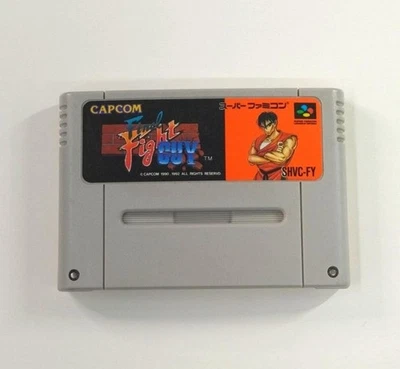 CAPCOM
スーパーファミコン
Final
Fight
GUY
TM
© CAPCOM 1990, 1992 ALL RIGHTS RESERVED
SHVC-FY